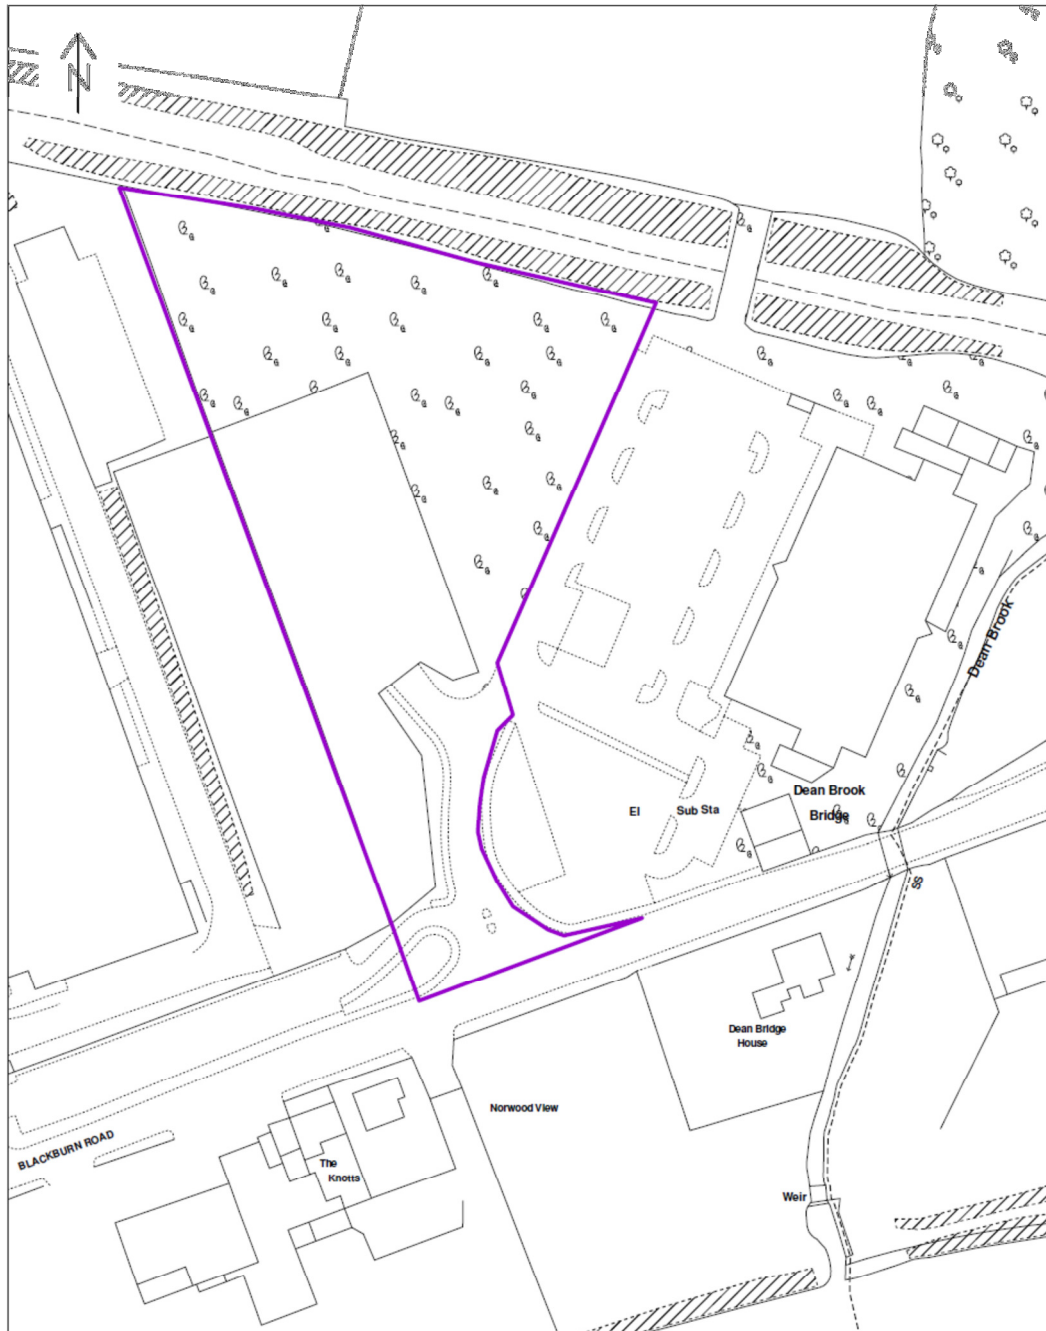 N
Dean Brook
Dean Brook
Bridge
El Sub Sta
SS
Dean Bridge
House
Norwood View
BLACKBURN ROAD
The
Knotts
Weir